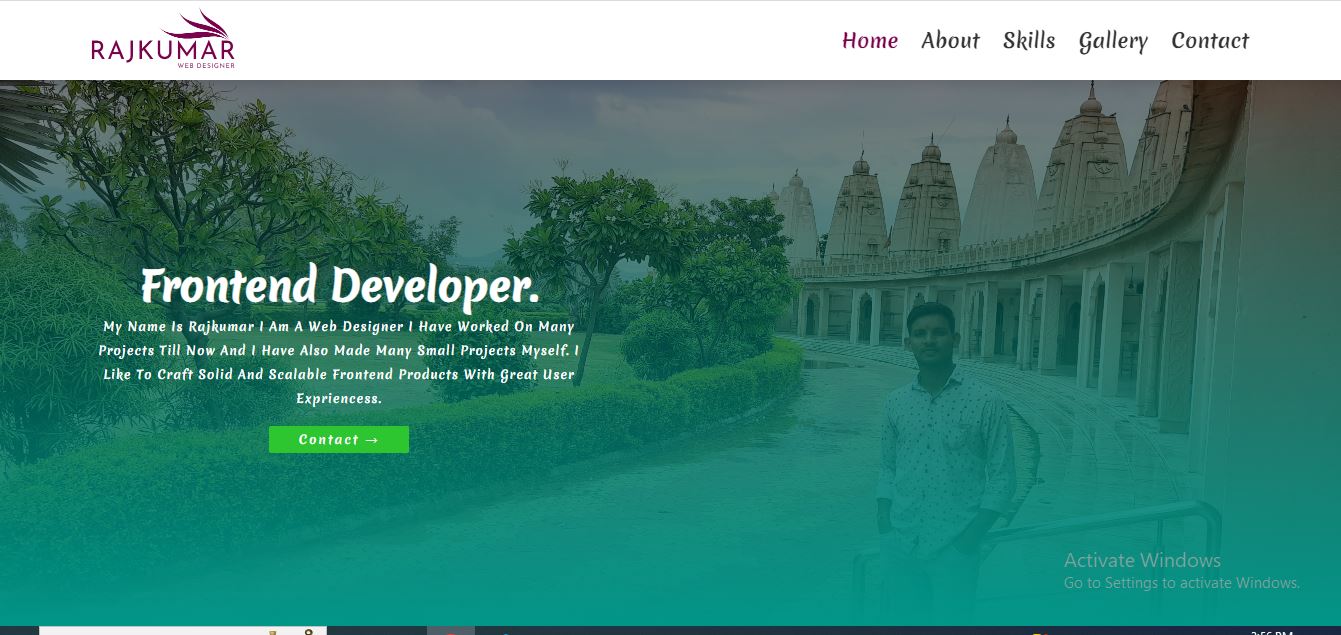 RAJKUMAR
WEB DESIGNER
Home About Skills Gallery Contact
Frontend Developer.
My Name Is Rajkumar I Am A Web Designer I Have Worked On Many
Projects Till Now And I Have Also Made Many Small Projects Myself. I
Like To Craft Solid And Scalable Frontend Products With Great User
Expriencess.
Contact →
Activate Windows
Go to Settings to activate Windows.